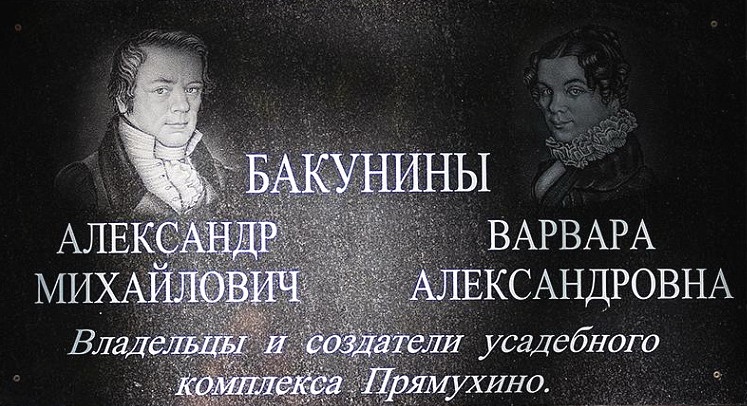 БАКУНИНЫ
АЛЕКСАНДР
МИХАЙЛОВИЧ
ВАРВАРА
АЛЕКСАНДРОВНА
Владельцы и создатели усадебного
комплекса Прямухино.